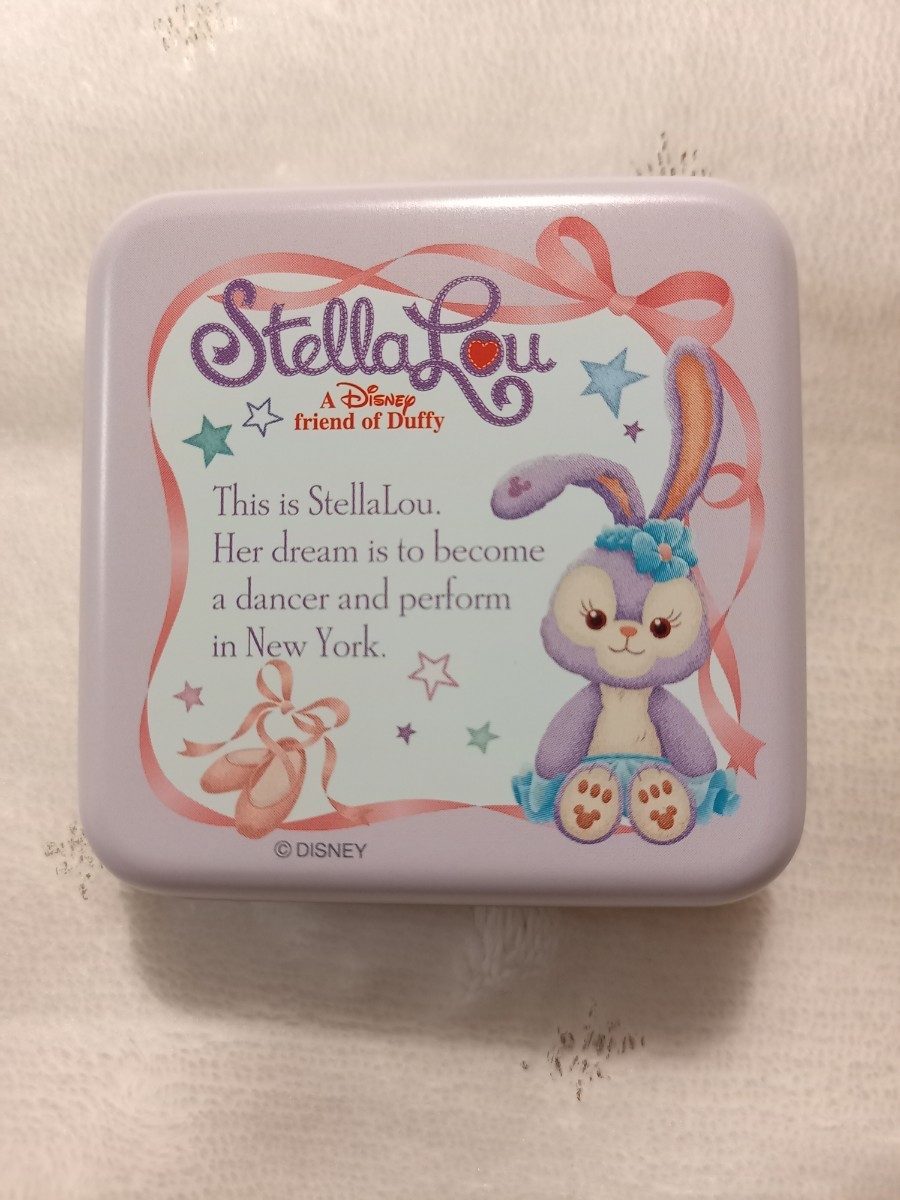 StellaLou
A Disney
friend of Duffy
This is StellaLou.
Her dream is to become
a dancer and perform
in New York.
© DISNEY